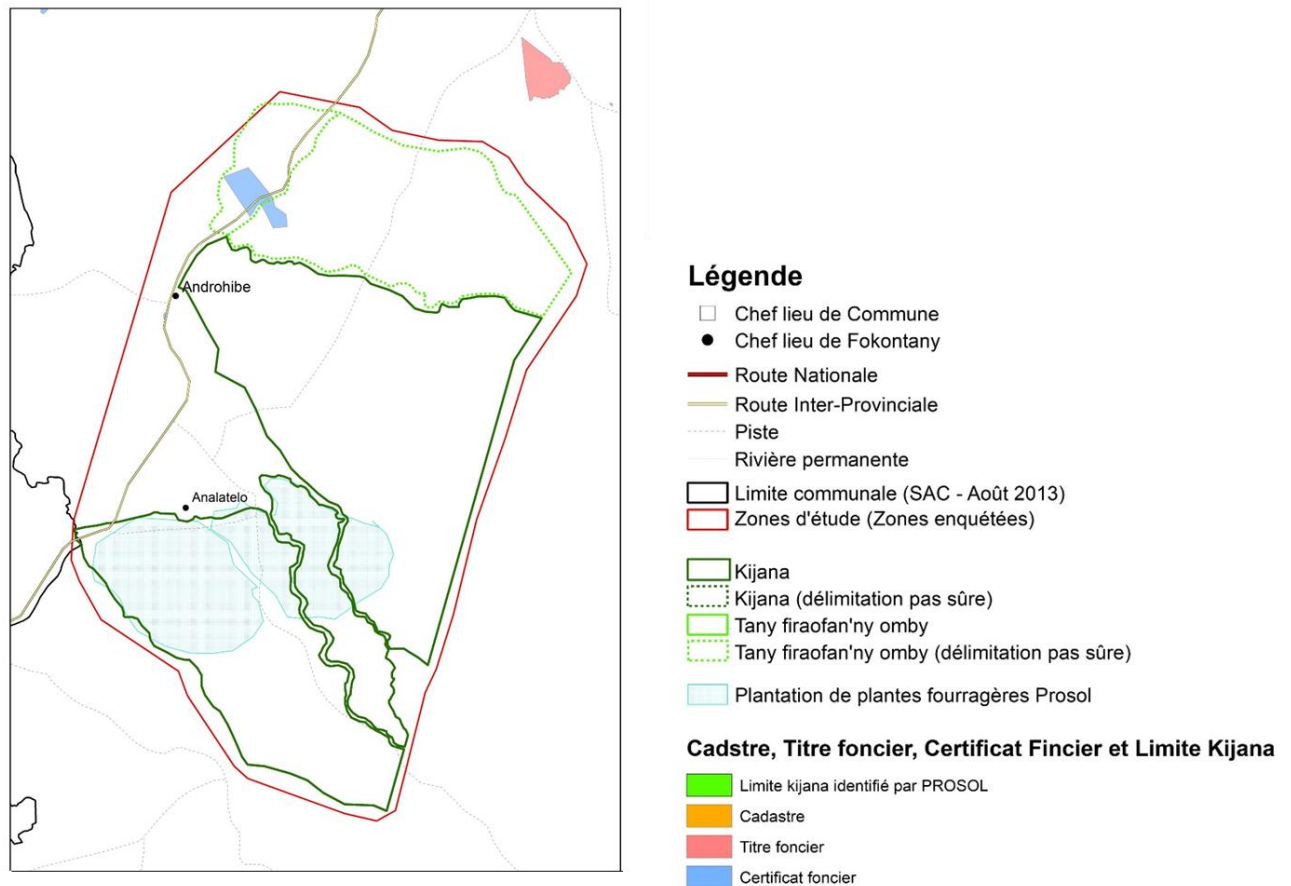 Androhibe
Analatelo
Légende
Chef lieu de Commune
Chef lieu de Fokontany
Route Nationale
Route Inter-Provinciale
Piste
Rivière permanente
Limite communale (SAC - Août 2013)
Zones d'étude (Zones enquétées)
Kijana
Kijana (délimitation pas sûre)
Tany firaofan'ny omby
Tany firaofan'ny omby (délimitation pas sûre)
Plantation de plantes fourragères Prosol
Cadstre, Titre foncier, Certificat Fincier et Limite Kijana
Limite kijana identifié par PROSOL
Cadastre
Titre foncier
Certificat foncier